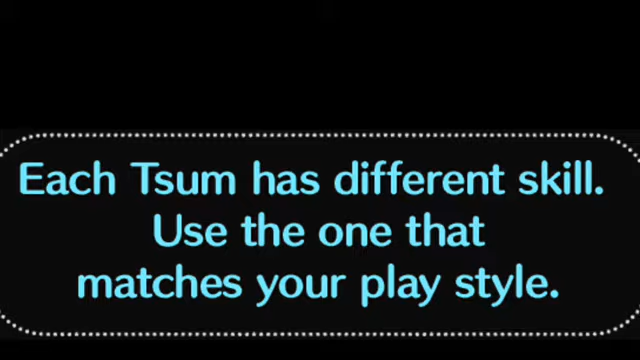 Each Tsum has different skill.
Use the one that
matches your play style.